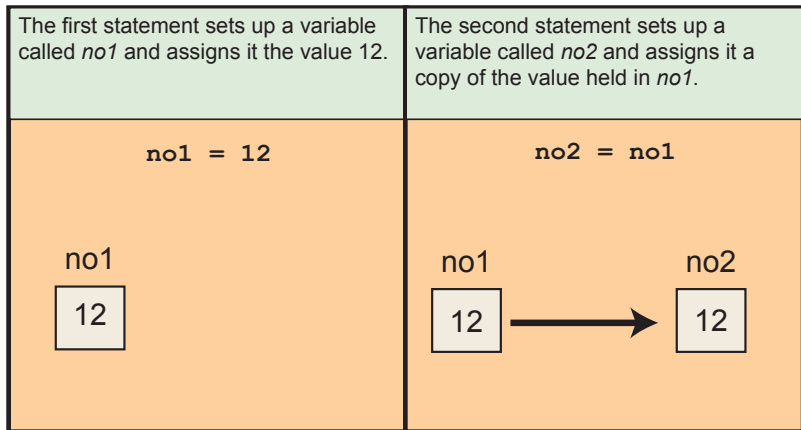 The first statement sets up a variable
called no1 and assigns it the value 12.
The second statement sets up a
variable called no2 and assigns it a
copy of the value held in no1.
no1 = 12
no1
12
no2 = no1
no1
no2
12
12